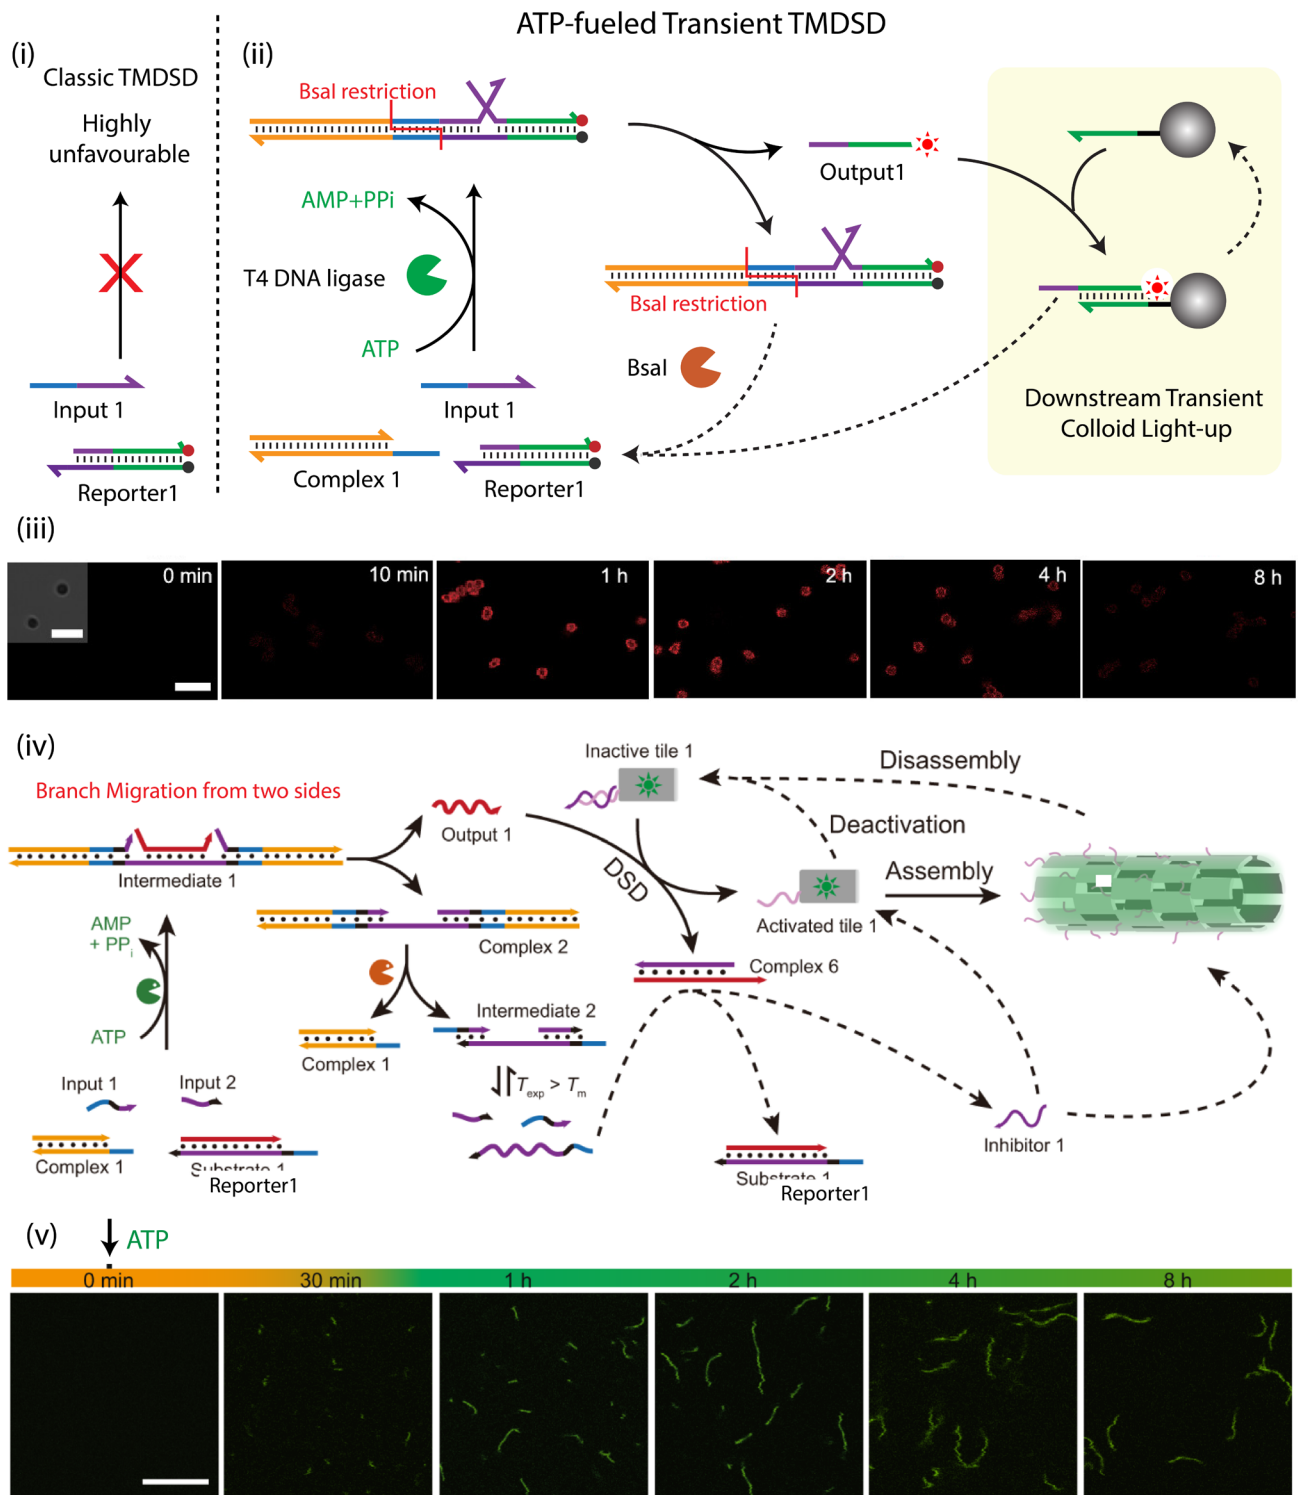 ATP-fueled Transient TMDSD
(i)
Classic TMDSD
Highly
unfavourable
Input 1
Reporter1
(ii)
BsaI restriction
AMP+PPi
T4 DNA ligase
ATP
Input 1
Complex 1
Reporter1
Output1
BsaI restriction
BsaI
Downstream Transient
Colloid Light-up
(iii)
0 min
10 min
1 h
2 h
4 h
8 h
(iv)
Branch Migration from two sides
Intermediate 1
AMP
+ PPi
ATP
Input 1
Input 2
Complex 1
Substrate 1
Reporter1
Output 1
Complex 2
Complex 1
Intermediate 2
Texp > Tm
Inactive tile 1
DSD
Disassembly
Deactivation
Assembly
Activated tile 1
Complex 6
Inhibitor 1
Substrate 1
Reporter1
(v)
ATP
0 min
30 min
1 h
2 h
4 h
8 h